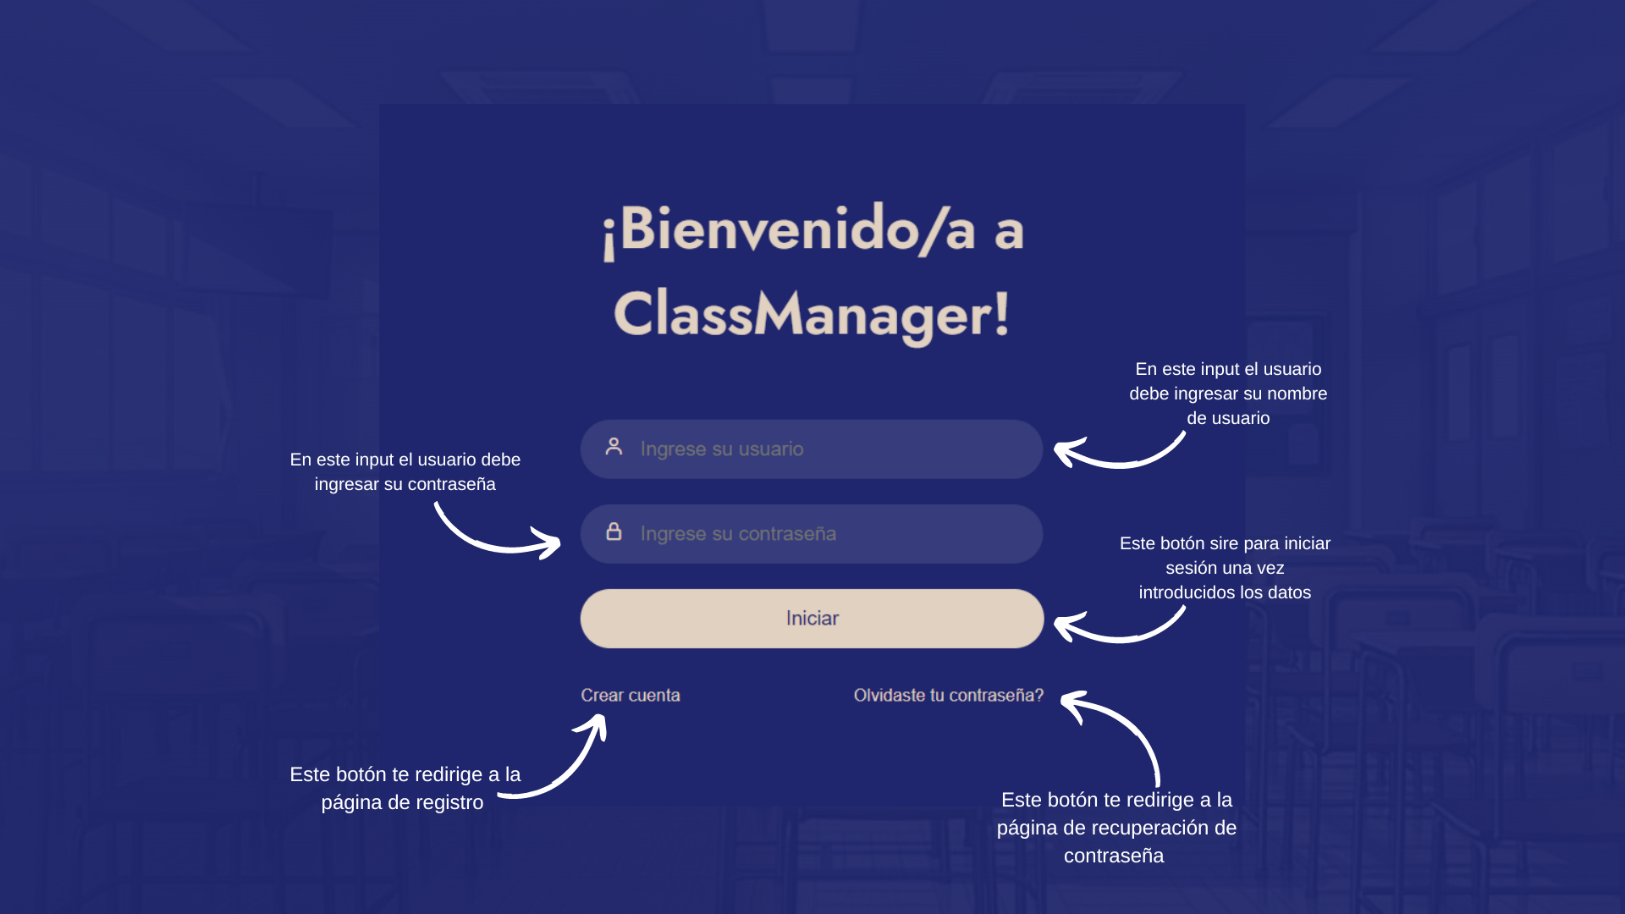 ¡Bienvenido/a a
ClassManager!
En este input el usuario
debe ingresar su nombre
de usuario
Ingrese su usuario
En este input el usuario debe
ingresar su contraseña
Ingrese su contraseña
Este botón sire para iniciar
sesión una vez
introducidos los datos
Iniciar
Crear cuenta
Olvidaste tu contraseña?
Este botón te redirige a la
página de registro
Este botón te redirige a la
página de recuperación de
contraseña